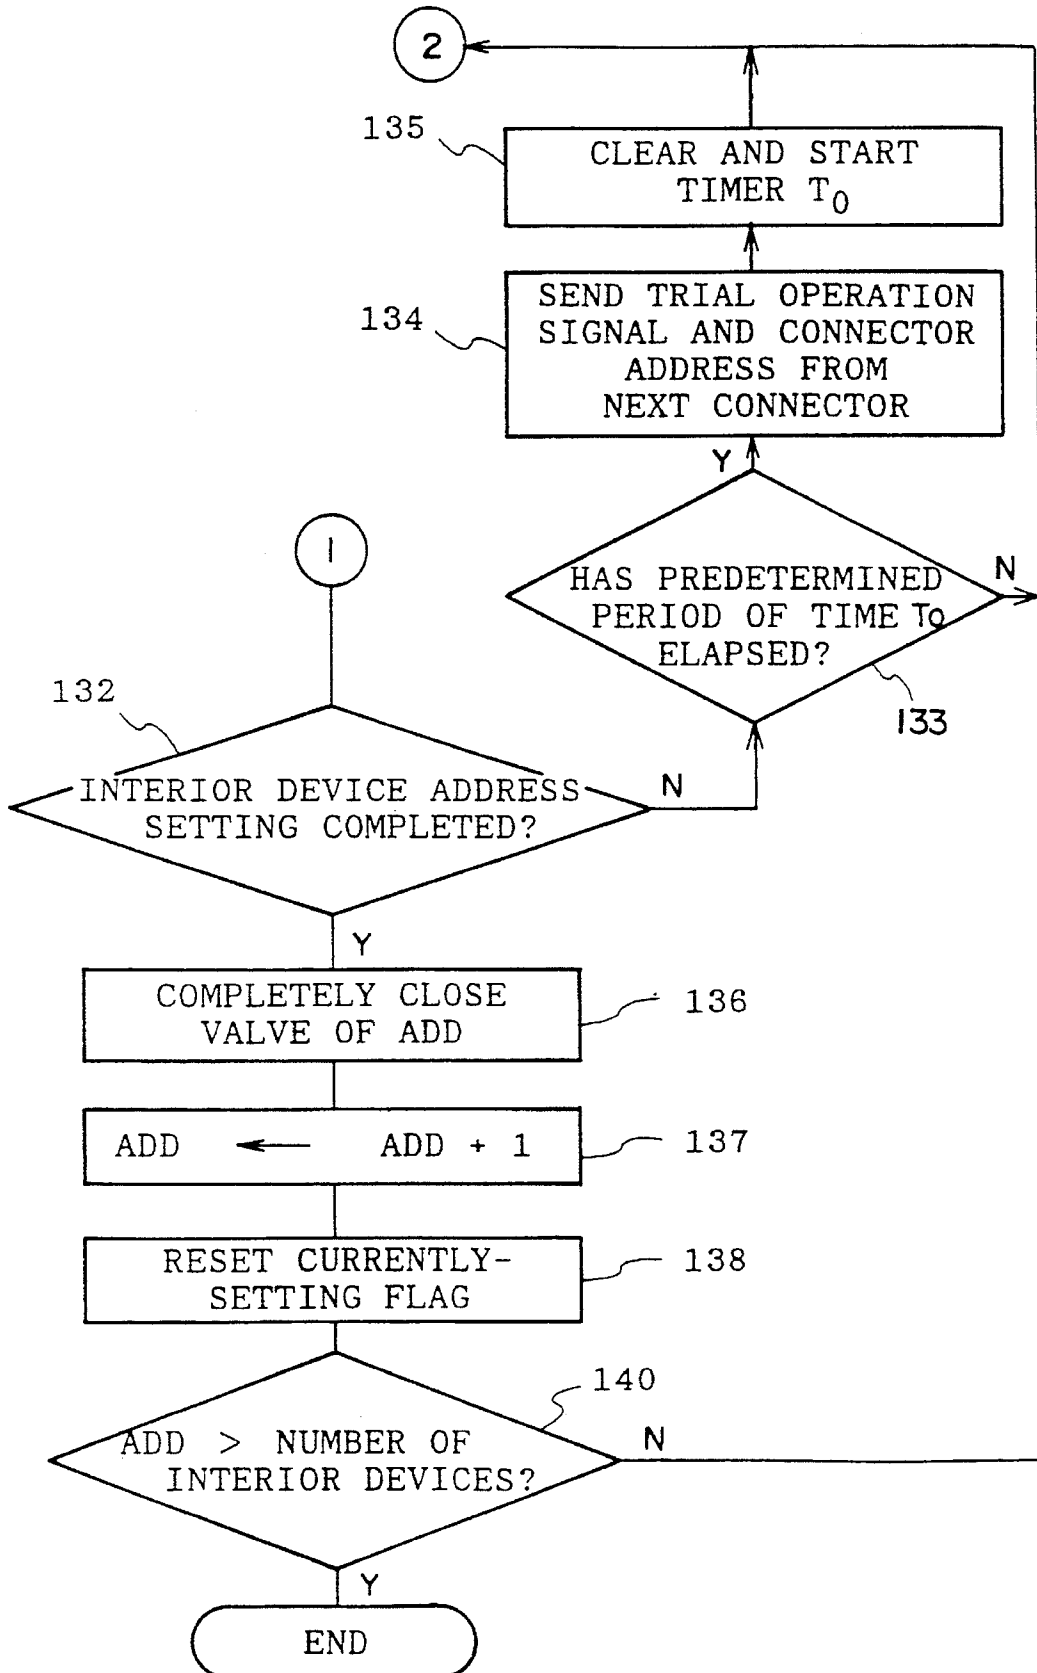 2
135
CLEAR AND START
TIMER T0
134
SEND TRIAL OPERATION
SIGNAL AND CONNECTOR
ADDRESS FROM
NEXT CONNECTOR
Y
1
HAS PREDETERMINED
PERIOD OF TIME T0
ELAPSED?
N
133
132
INTERIOR DEVICE ADDRESS
SETTING COMPLETED?
N
Y
COMPLETELY CLOSE
VALVE OF ADD
136
ADD ← ADD + 1
137
RESET CURRENTLY-
SETTING FLAG
138
140
ADD > NUMBER OF
INTERIOR DEVICES?
N
Y
END